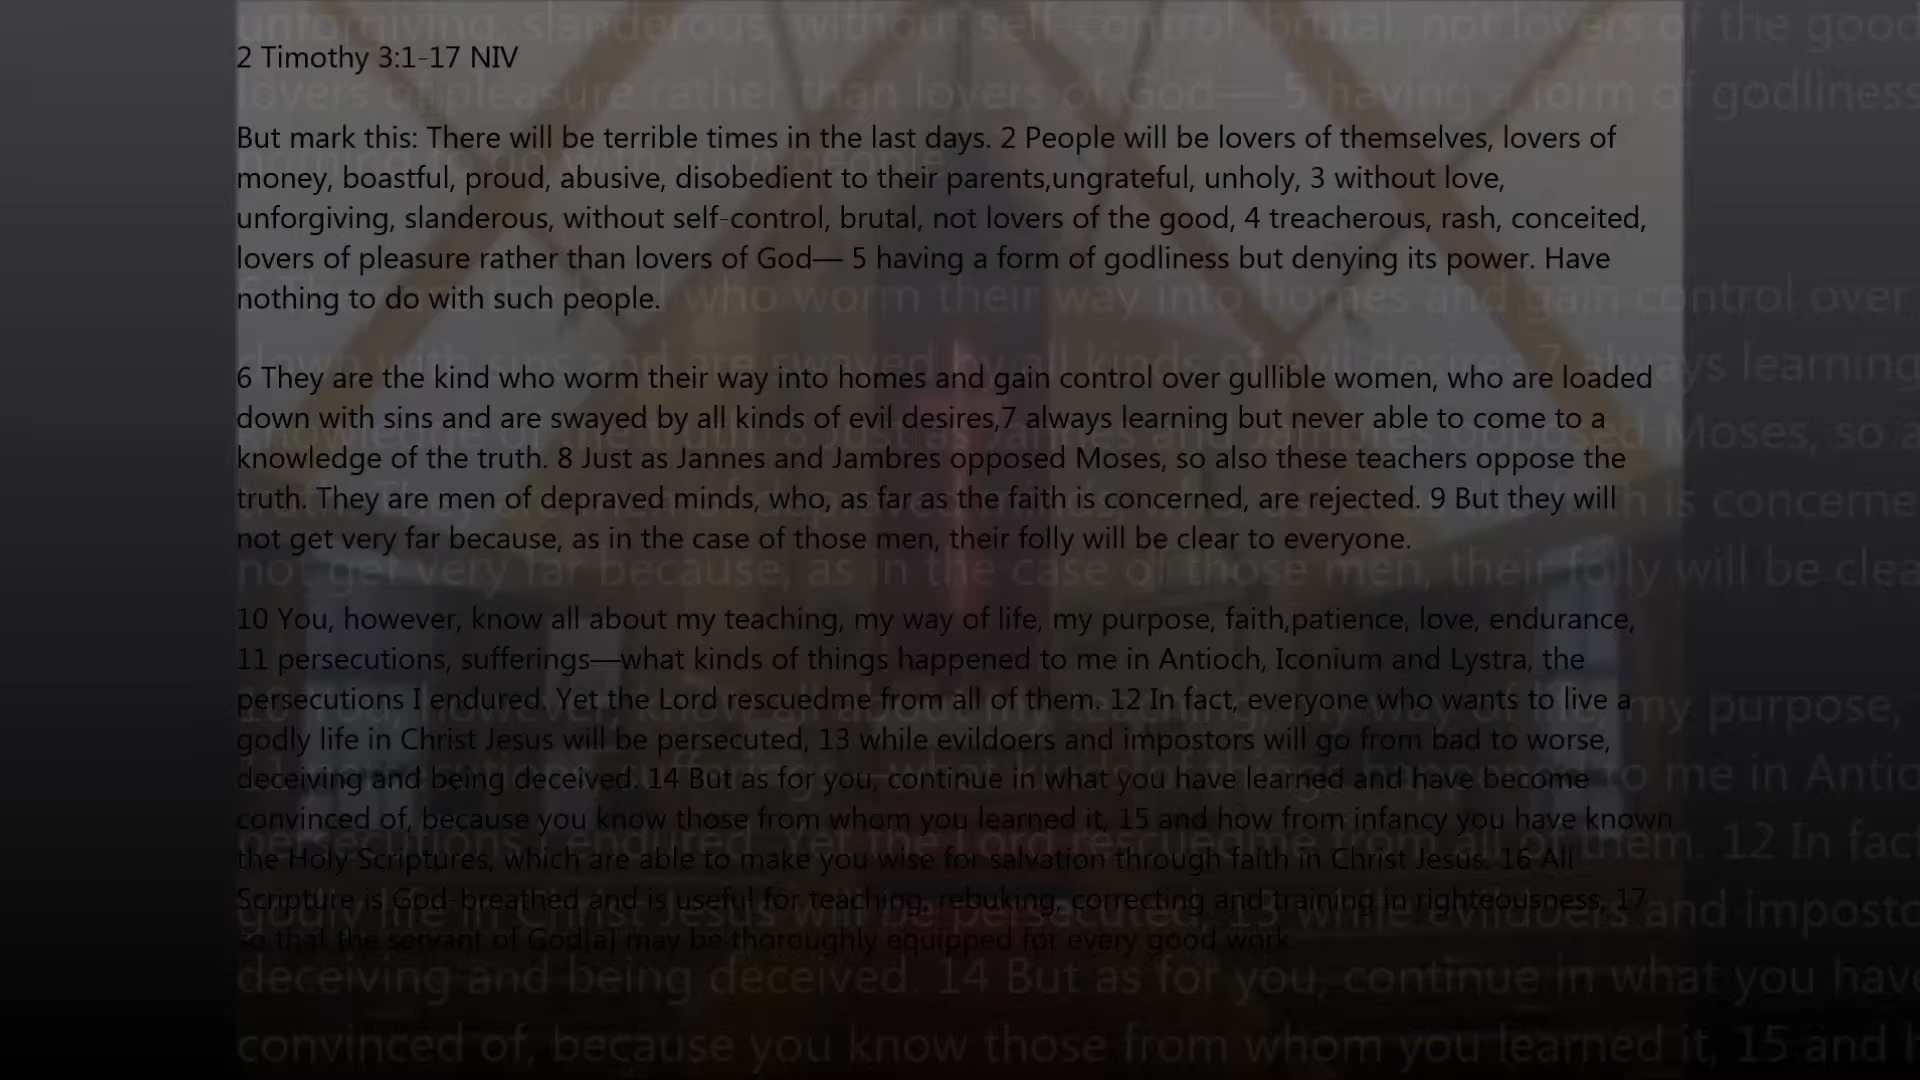 2 Timothy 3:1-17 NIV
But mark this: There will be terrible times in the last days. 2 People will be lovers of themselves, lovers of
money, boastful, proud, abusive, disobedient to their parents,ungrateful, unholy, 3 without love,
unforgiving, slanderous, without self-control, brutal, not lovers of the good, 4 treacherous, rash, conceited,
lovers of pleasure rather than lovers of God— 5 having a form of godliness but denying its power. Have
nothing to do with such people.
6 They are the kind who worm their way into homes and gain control over gullible women, who are loaded
down with sins and are swayed by all kinds of evil desires,7 always learning but never able to come to a
knowledge of the truth. 8 Just as Jannes and Jambres opposed Moses, so also these teachers oppose the
truth. They are men of depraved minds, who, as far as the faith is concerned, are rejected. 9 But they will
not get very far because, as in the case of those men, their folly will be clear to everyone.
10 You, however, know all about my teaching, my way of life, my purpose, faith,patience, love, endurance,
11 persecutions, sufferings—what kinds of things happened to me in Antioch, Iconium and Lystra, the
persecutions I endured. Yet the Lord rescuedme from all of them. 12 In fact, everyone who wants to live a
godly life in Christ Jesus will be persecuted, 13 while evildoers and impostors will go from bad to worse,
deceiving and being deceived. 14 But as for you, continue in what you have learned and have become
convinced of, because you know those from whom you learned it, 15 and how from infancy you have known
the Holy Scriptures, which are able to make you wise for salvation through faith in Christ Jesus. 16 All
Scripture is God-breathed and is useful for teaching, rebuking, correcting and training in righteousness, 17
so that the servant of God[a] may be thoroughly equipped for every good work.